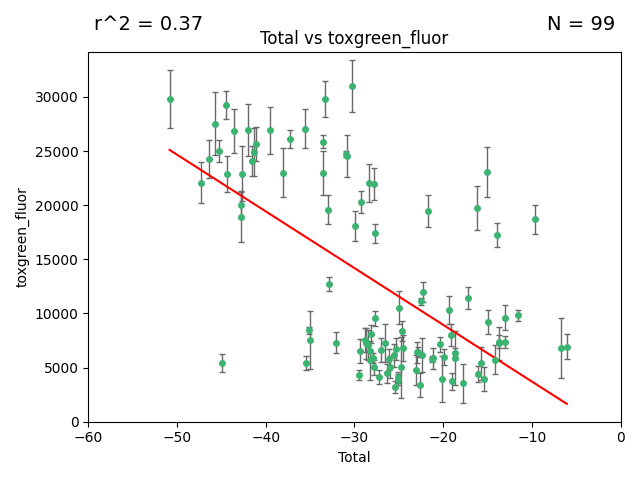 r^2 = 0.37
N = 99
Total vs toxgreen_fluor
30000
25000
20000
15000
10000
5000
0
toxgreen_fluor
−60
−50
−40
−30
−20
−10
0
Total